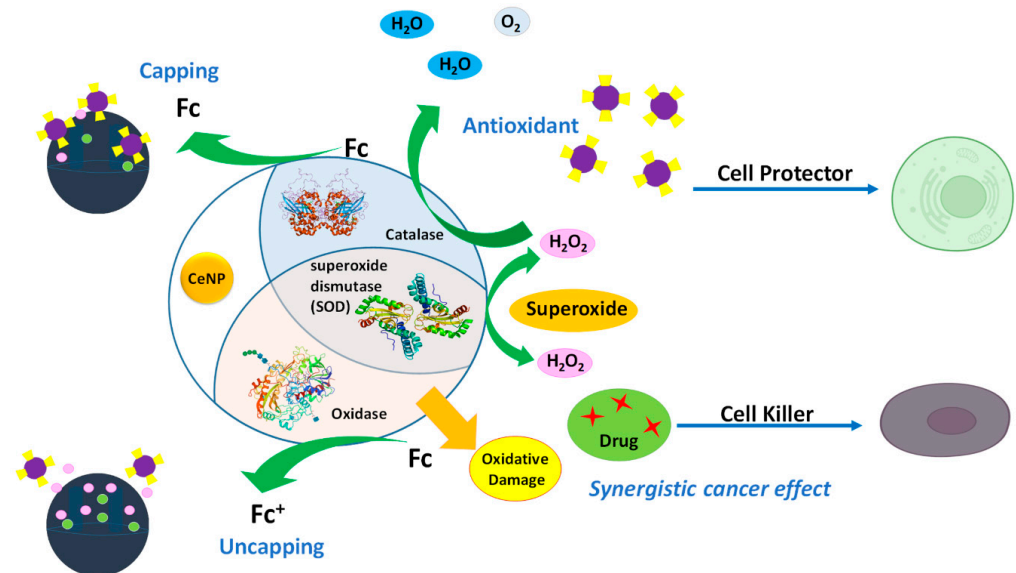 H₂O
O₂
H₂O
Capping
Fc
Antioxidant
Fc
Cell Protector
Catalase
H₂O₂
superoxide
dismutase
(SOD)
CeNP
Superoxide
H₂O₂
Oxidase
Cell Killer
Drug
Fc
Oxidative
Damage
Synergistic cancer effect
Fc⁺
Uncapping